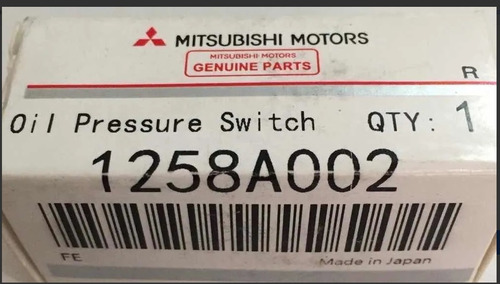 MITSUBISHI MOTORS
MITSUBISHI MOTORS
GENUINE PARTS
R
Oil Pressure Switch QTY: 1
1258A002
FE Made in Japan